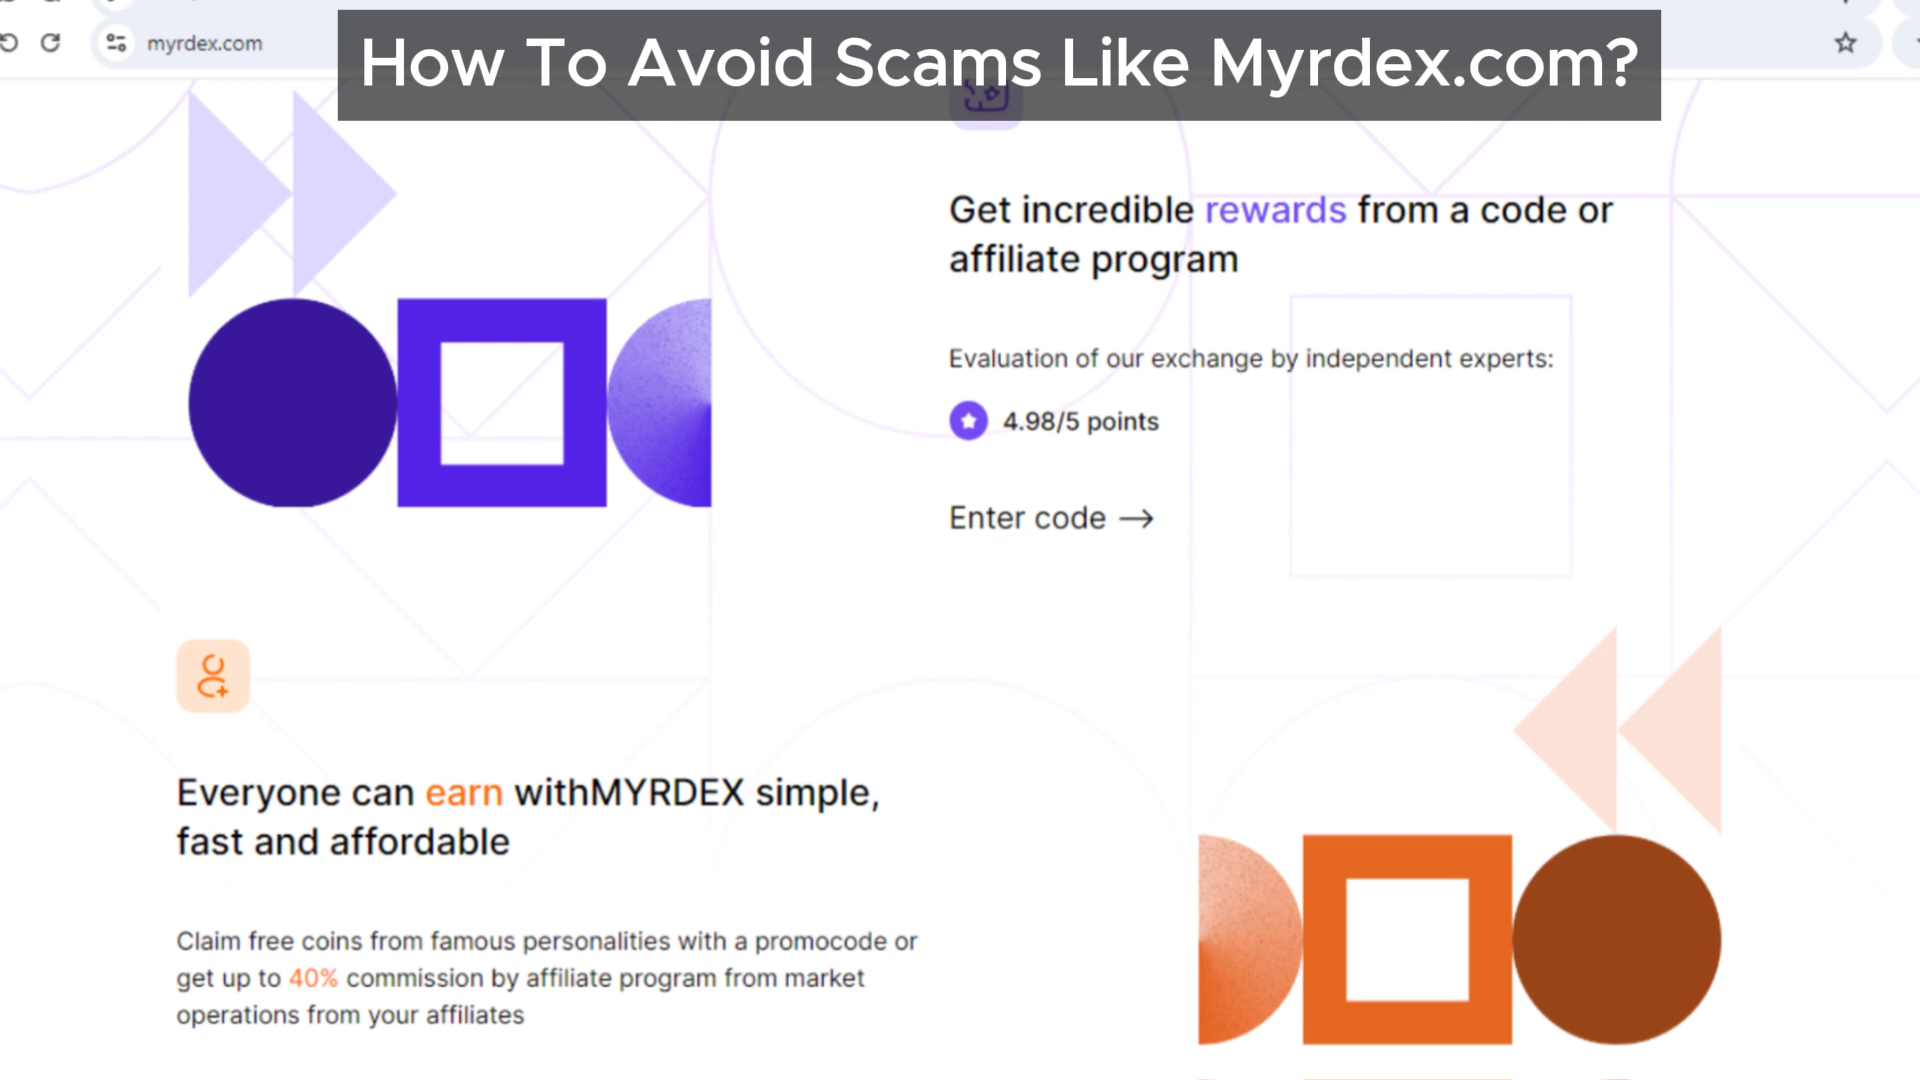 myrdex.com
How To Avoid Scams Like Myrdex.com?
Get incredible rewards from a code or
affiliate program
Evaluation of our exchange by independent experts:
4.98/5 points
Enter code →
Everyone can earn withMYRDEX simple,
fast and affordable
Claim free coins from famous personalities with a promocode or
get up to 40% commission by affiliate program from market
operations from your affiliates